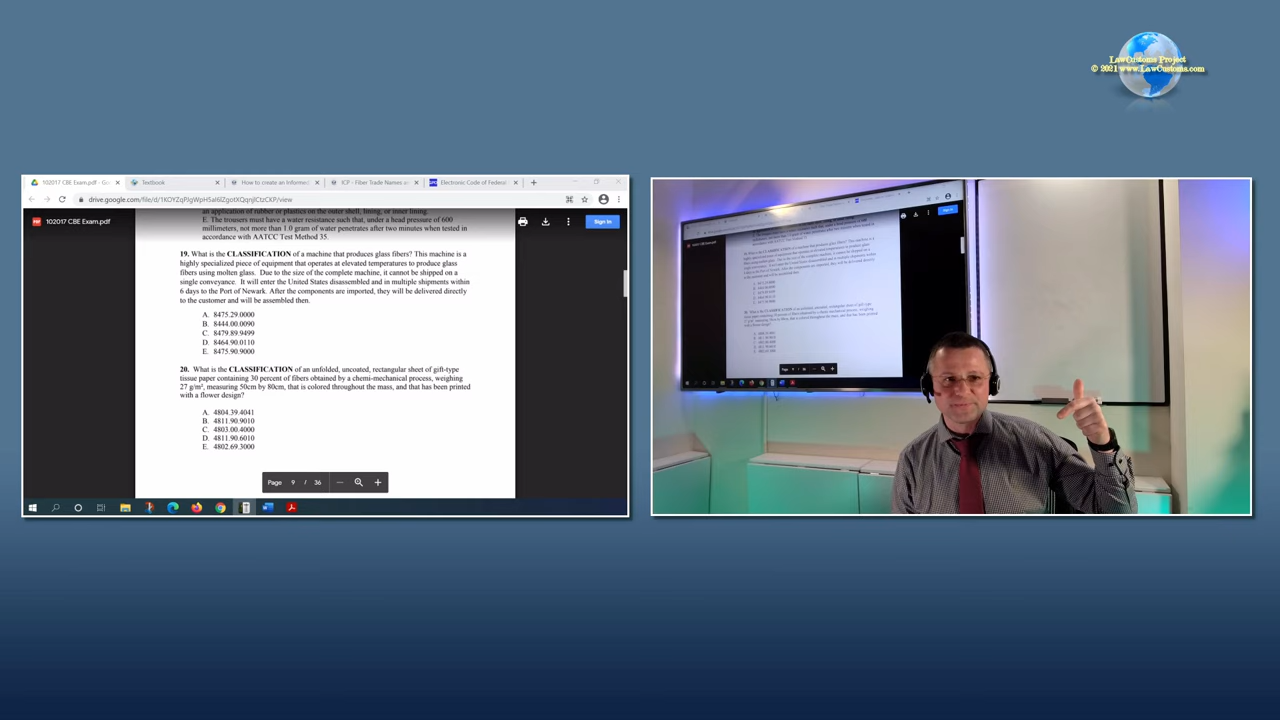 LawCustoms Project
© 2021 www.LawCustoms.com
102017 CBE Exam.pdf - Go
Textbook
How to create an Informed
ICP - Fiber Trade Names an
Electronic Code of Federal
drive.google.com/file/d/
102017 CBE Exam.pdf
Sign in
an application of rubber or plastics on the outer shell, lining, or inner lining.
E. The trousers must have a water resistance such that, under a head pressure of 600
millimeters, not more than 1.0 gram of water penetrates after two minutes when tested in
accordance with AATCC Test Method 35.
19. What is the CLASSIFICATION of a machine that produces glass fibers? This machine is a
highly specialized piece of equipment that operates at elevated temperatures to produce glass
fibers using molten glass. Due to the size of the complete machine, it cannot be shipped on a
single conveyance. It will enter the United States disassembled and in multiple shipments within
6 days to the Port of Newark. After the components are imported, they will be delivered directly
to the customer and will be assembled then.
A. 8475.29.0000
B. 8444.00.0090
C. 8479.89.9499
D. 8464.90.0110
E. 8475.90.9000
20. What is the CLASSIFICATION of an unfolded, uncoated, rectangular sheet of gift-type
tissue paper containing 30 percent of fibers obtained by a chemi-mechanical process, weighing
27 g/m², measuring 50cm by 80cm, that is colored throughout the mass, and that has been printed
with a flower design?
A. 4804.39.4041
B. 4811.90.9010
C. 4803.00.4000
D. 4811.90.6010
E. 4802.69.3000
Page 9 / 36